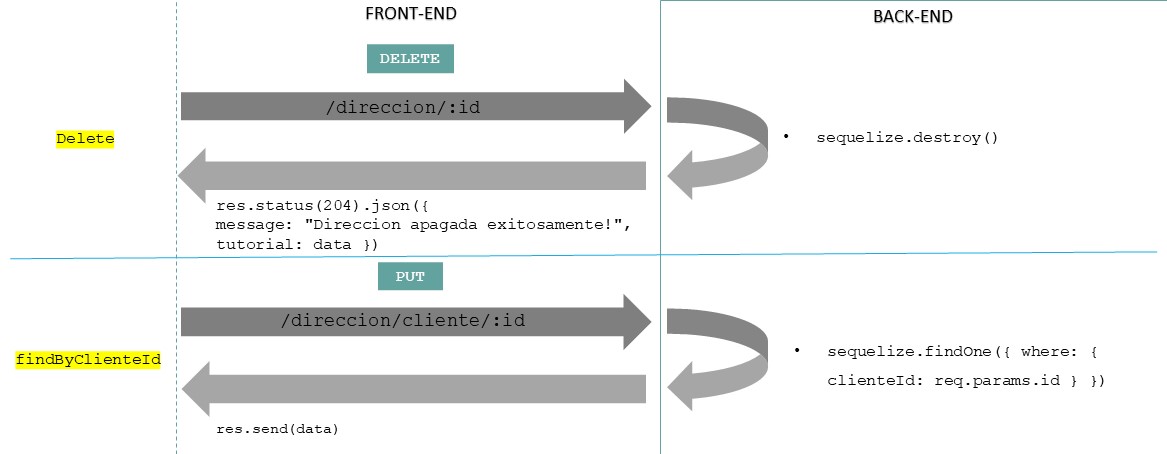 FRONT-END
BACK-END
DELETE
/direccion/:id
Delete
• sequelize.destroy()
res.status(204).json({
message: "Direccion apagada exitosamente!",
tutorial: data })
PUT
/direccion/cliente/:id
findByClienteId
• sequelize.findOne({ where: {
clienteId: req.params.id } })
res.send(data)